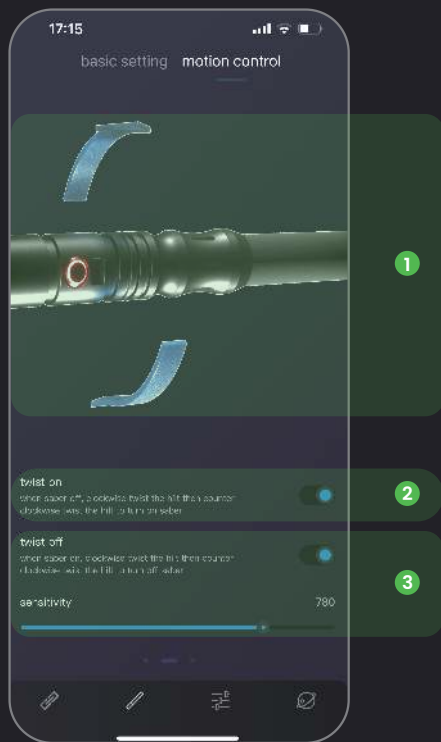 17:15
basic setting motion control
1
twist on
when saber off, clockwise twist the hilt then counter
clockwise twist the hilt to turn on saber
2
twist off
when saber on, clockwise twist the hilt then counter
clockwise twist the hilt to turn off saber
3
sensitivity 780